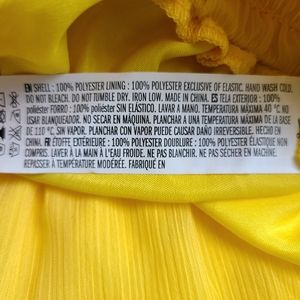 EN SHELL : 100% POLYESTER LINING : 100% POLYESTER EXCLUSIVE OF ELASTIC. HAND WASH COLD.
DO NOT BLEACH. DO NOT TUMBLE DRY. IRON LOW. MADE IN CHINA. ES TELA EXTERIOR : 100%
poliéster FORRO : 100% poliéster SIN ELÁSTICO. LAVAR A MANO. TEMPERATURA MÁXIMA 40 °C. NO
USAR BLANQUEADOR. NO SECAR EN MÁQUINA. PLANCHAR A UNA TEMPERATURA MÁXIMA DE LA BASE
DE 110 °C, SIN VAPOR. PLANCHAR CON VAPOR PUEDE CAUSAR DAÑO IRREVERSIBLE. HECHO EN
CHINA. FR ÉTOFFE EXTÉRIEURE : 100% POLYESTER DOUBLURE : 100% POLYESTER ÉLASTIQUE NON
COMPRIS. LAVER À LA MAIN À L'EAU FROIDE. NE PAS BLANCHIR. NE PAS SÉCHER EN MACHINE.
REPASSER À TEMPÉRATURE MODÉRÉE. FABRIQUÉ EN